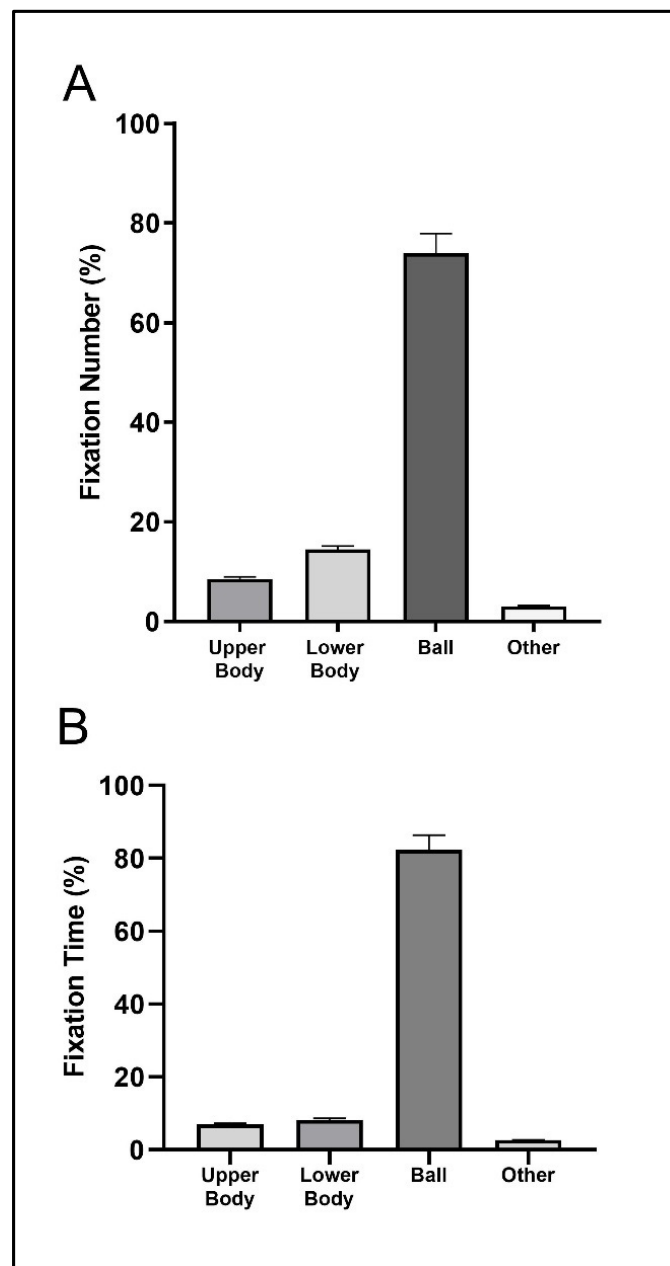 A
100
80
60
40
20
0
Fixation Number (%)
Upper
Body
Lower
Body
Ball
Other
B
100
80
60
40
20
0
Fixation Time (%)
Upper
Body
Lower
Body
Ball
Other